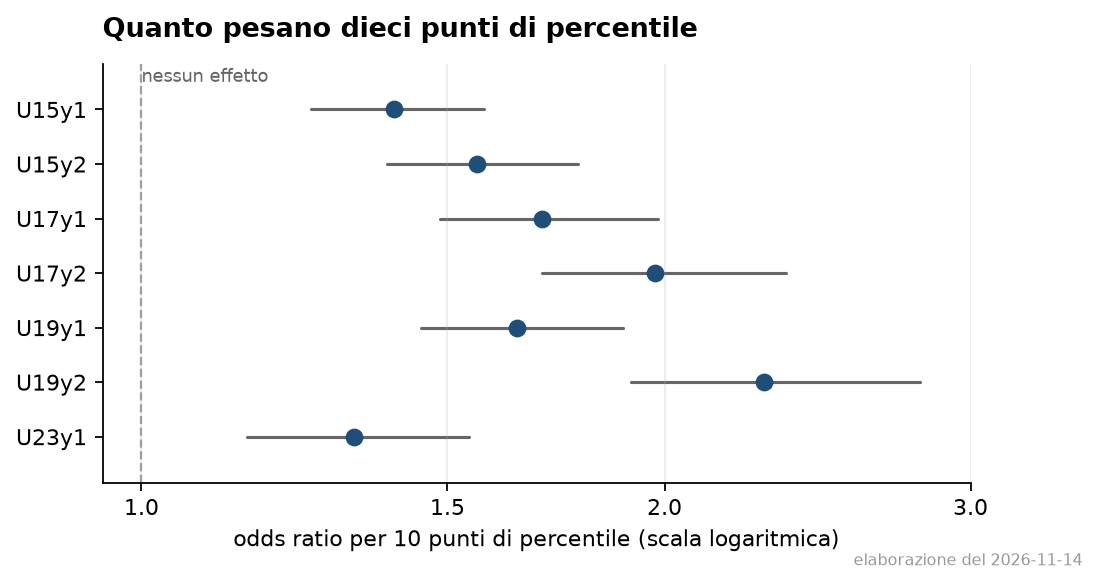 Quanto pesano dieci punti di percentile
nessun effetto
U15y1
U15y2
U17y1
U17y2
U19y1
U19y2
U23y1
1.0 1.5 2.0 3.0
odds ratio per 10 punti di percentile (scala logaritmica)
elaborazione del 2026-11-14